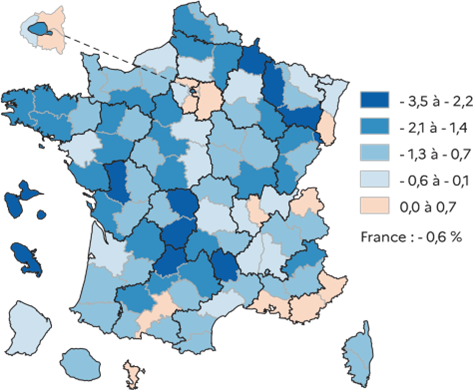 - 3,5 à - 2,2
- 2,1 à - 1,4
- 1,3 à - 0,7
- 0,6 à - 0,1
0,0 à 0,7
France : - 0,6 %